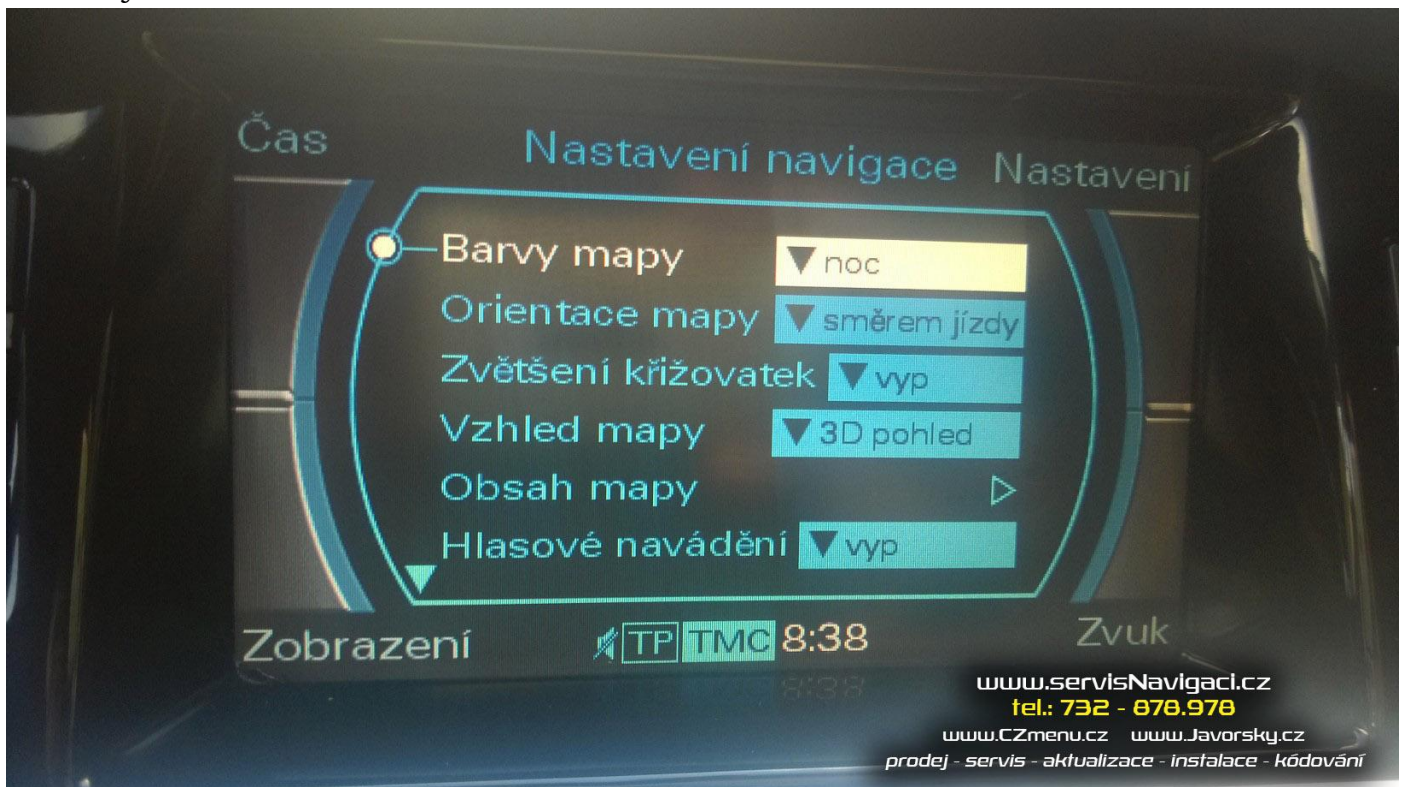 Čas
Nastavení navigace
Nastavení
Barvy mapy
noc
Orientace mapy
směrem jízdy
Zvětšení křižovatek
vyp
Vzhled mapy
3D pohled
Obsah mapy
Hlasové navádění
vyp
Zobrazení
TP TMC 8:38
Zvuk
www.servisNavigaci.cz
tel.: 732 - 878.978
www.CZmenu.cz www.Javorsky.cz
prodej - servis - aktualizace - instalace - kódování